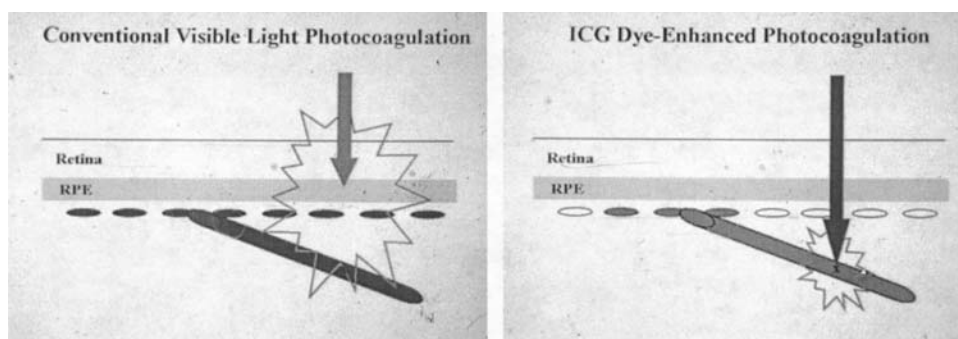 Conventional Visible Light Photocoagulation
Retina
RPE
ICG Dye-Enhanced Photocoagulation
Retina
RPE